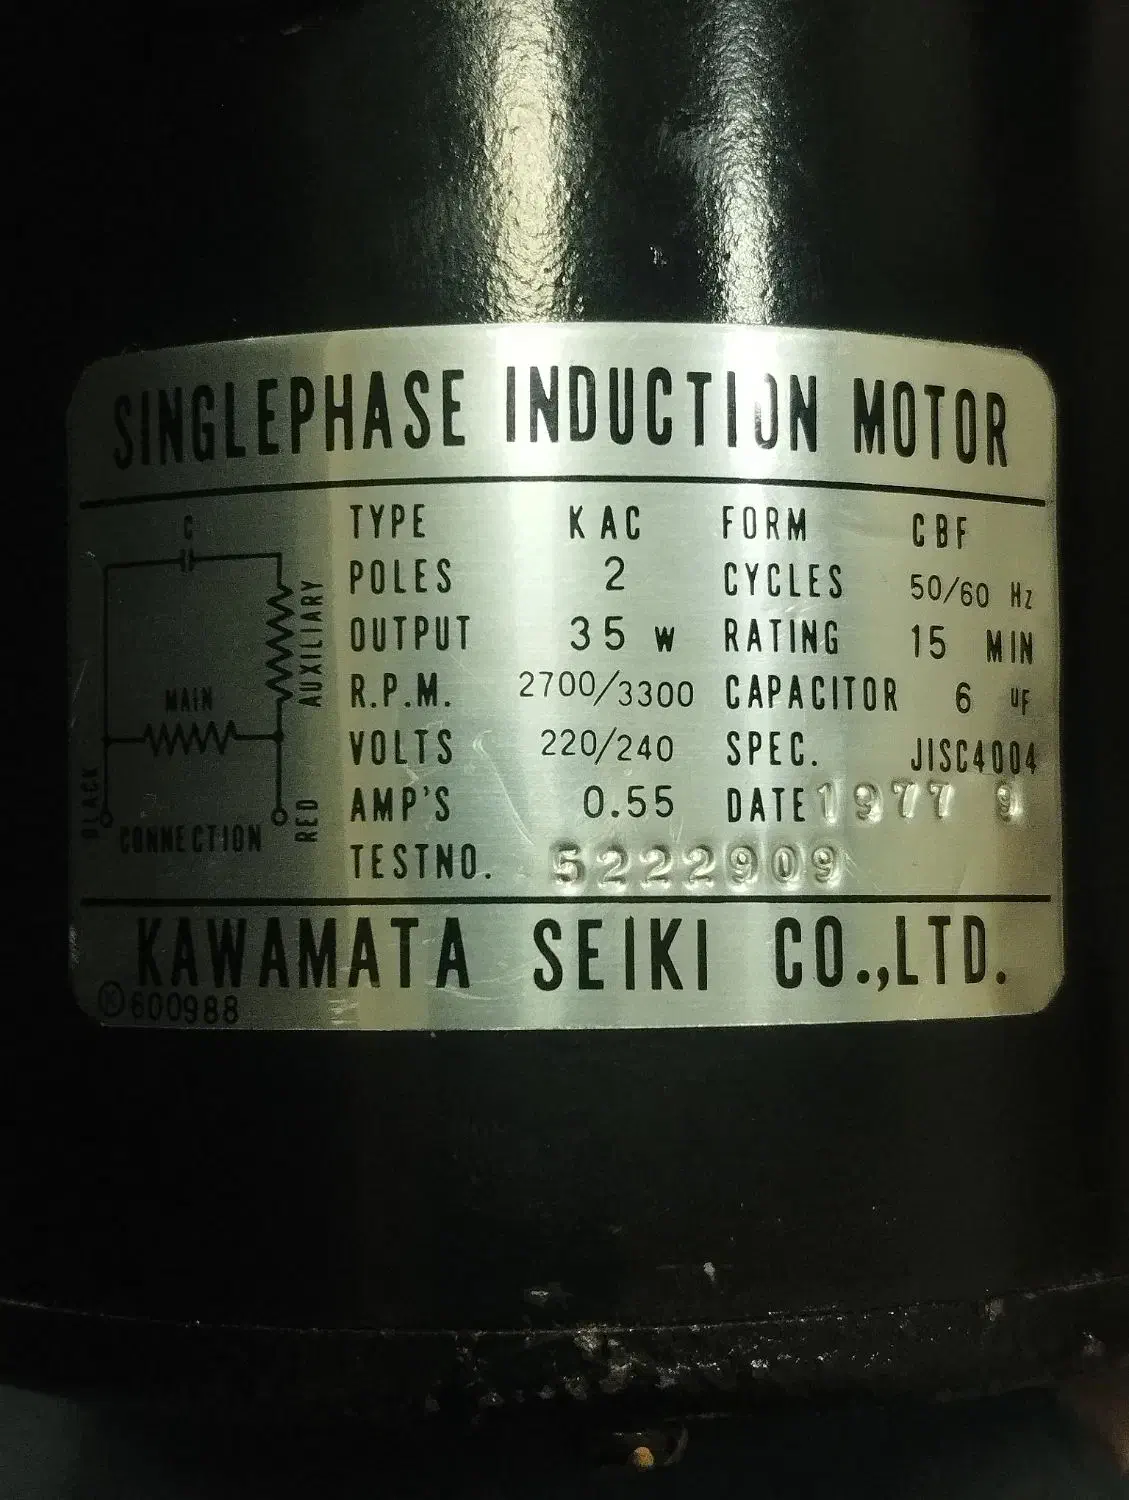 SINGLEPHASE INDUCTION MOTOR
C
MAIN
AUXILIARY
BLACK
RED
CONNECTION
TYPE KAC FORM CBF
POLES 2 CYCLES 50/60 Hz
OUTPUT 35 W RATING 15 MIN
R.P.M. 2700/3300 CAPACITOR 6 UF
VOLTS 220/240 SPEC. JISC4004
AMP'S 0.55 DATE 1977 9
TESTNO. 5222909
KAWAMATA SEIKI CO.,LTD.
600988